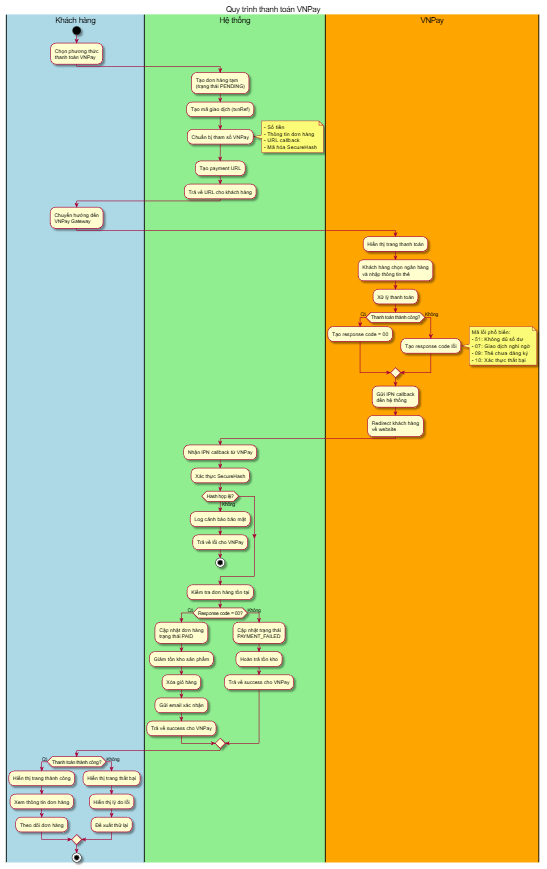 Quy trình thanh toán VNPay
Khách hàng
Hệ thống
VNPay
Chọn phương thức
thanh toán VNPay
Tạo đơn hàng tạm
(trạng thái PENDING)
Tạo mã giao dịch (txnRef)
Chuẩn bị tham số VNPay
- Số tiền
- Thông tin đơn hàng
- URL callback
- Mã hóa SecureHash
Tạo payment URL
Trả về URL cho khách hàng
Chuyển hướng đến
VNPay Gateway
Hiển thị trang thanh toán
Khách hàng chọn ngân hàng
và nhập thông tin thẻ
Xử lý thanh toán
Thanh toán thành công?
Có
Không
Tạo response code = 00
Tạo response code lỗi
Mã lỗi phổ biến:
- 51: Không đủ số dư
- 07: Giao dịch nghi ngờ
- 09: Thẻ chưa đăng ký
- 10: Xác thực thất bại
Gửi IPN callback
đến hệ thống
Redirect khách hàng
về website
Nhận IPN callback từ VNPay
Xác thực SecureHash
Hash hợp lệ?
Không
Log cảnh báo bảo mật
Trả về lỗi cho VNPay
Kiểm tra đơn hàng tồn tại
Response code = 00?
Có
Không
Cập nhật đơn hàng
trạng thái PAID
Cập nhật trạng thái
PAYMENT_FAILED
Giảm tồn kho sản phẩm
Hoàn trả tồn kho
Xóa giỏ hàng
Trả về success cho VNPay
Gửi email xác nhận
Trả về success cho VNPay
Thanh toán thành công?
Có
Không
Hiển thị trang thành công
Hiển thị trang thất bại
Xem thông tin đơn hàng
Hiển thị lý do lỗi
Theo dõi đơn hàng
Đề xuất thử lại